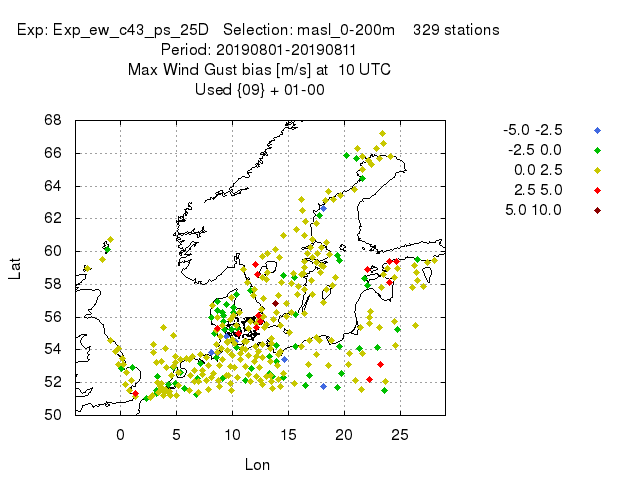 Exp: Exp_ew_c43_ps_25D   Selection: masl_0-200m    329 stations
Period: 20190801-20190811
Max Wind Gust bias [m/s] at  10 UTC
Used {09} + 01-00
-5.0 -2.5
-2.5 0.0
0.0 2.5
2.5 5.0
5.0 10.0
Lat
68
66
64
62
60
58
56
54
52
50
0 5 10 15 20 25
Lon